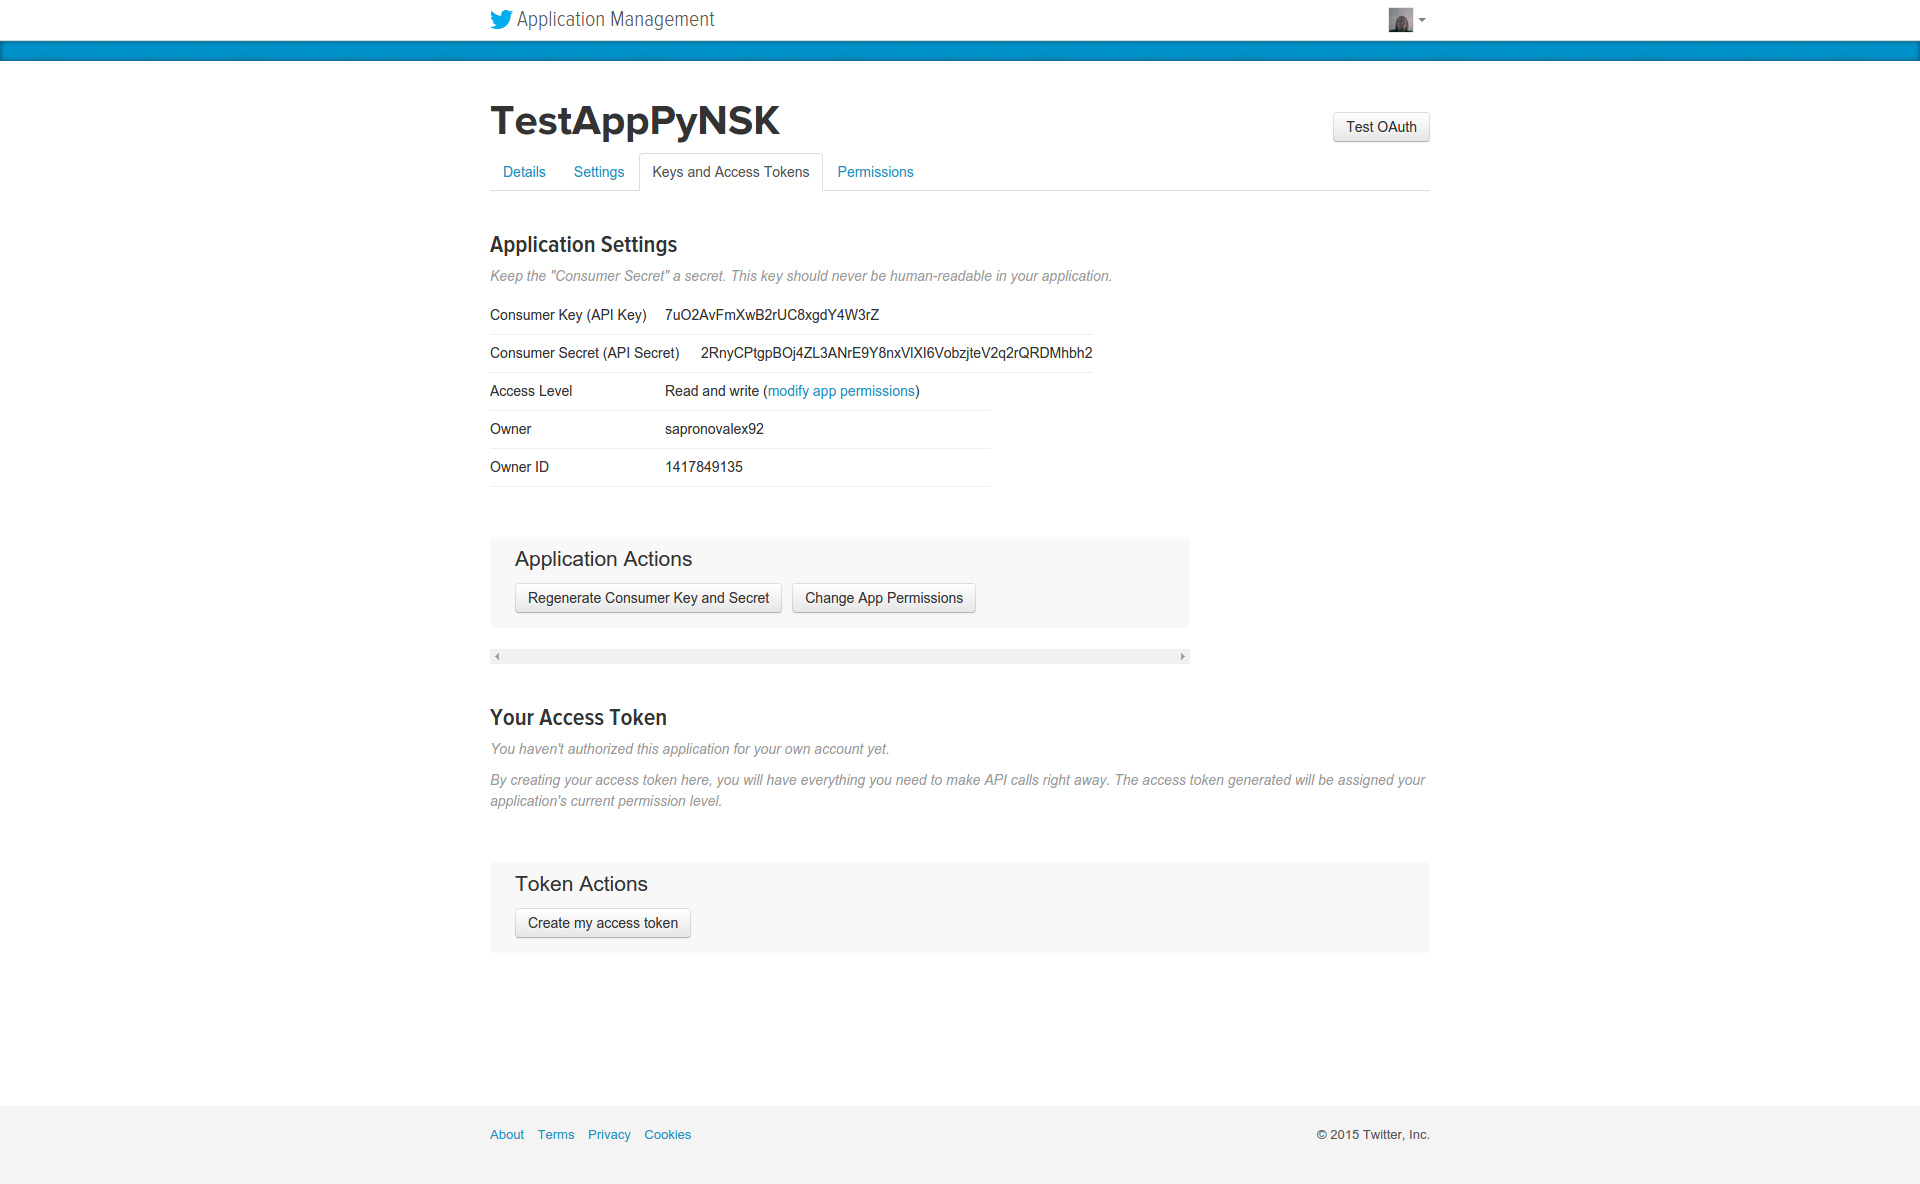 Application Management
TestAppPyNSK
Test OAuth
Details Settings Keys and Access Tokens Permissions
Application Settings
Keep the "Consumer Secret" a secret. This key should never be human-readable in your application.
Consumer Key (API Key) 7uO2AvFmXwB2rUC8xgdY4W3rZ
Consumer Secret (API Secret) 2RnyCPtgpBOj4ZL3ANrE9Y8nxVlXI6VobzjteV2q2rQRDMhbh2
Access Level Read and write (modify app permissions)
Owner sapronovalex92
Owner ID 1417849135
Application Actions
Regenerate Consumer Key and Secret Change App Permissions
Your Access Token
You haven't authorized this application for your own account yet.
By creating your access token here, you will have everything you need to make API calls right away. The access token generated will be assigned your
application's current permission level.
Token Actions
Create my access token
About Terms Privacy Cookies © 2015 Twitter, Inc.